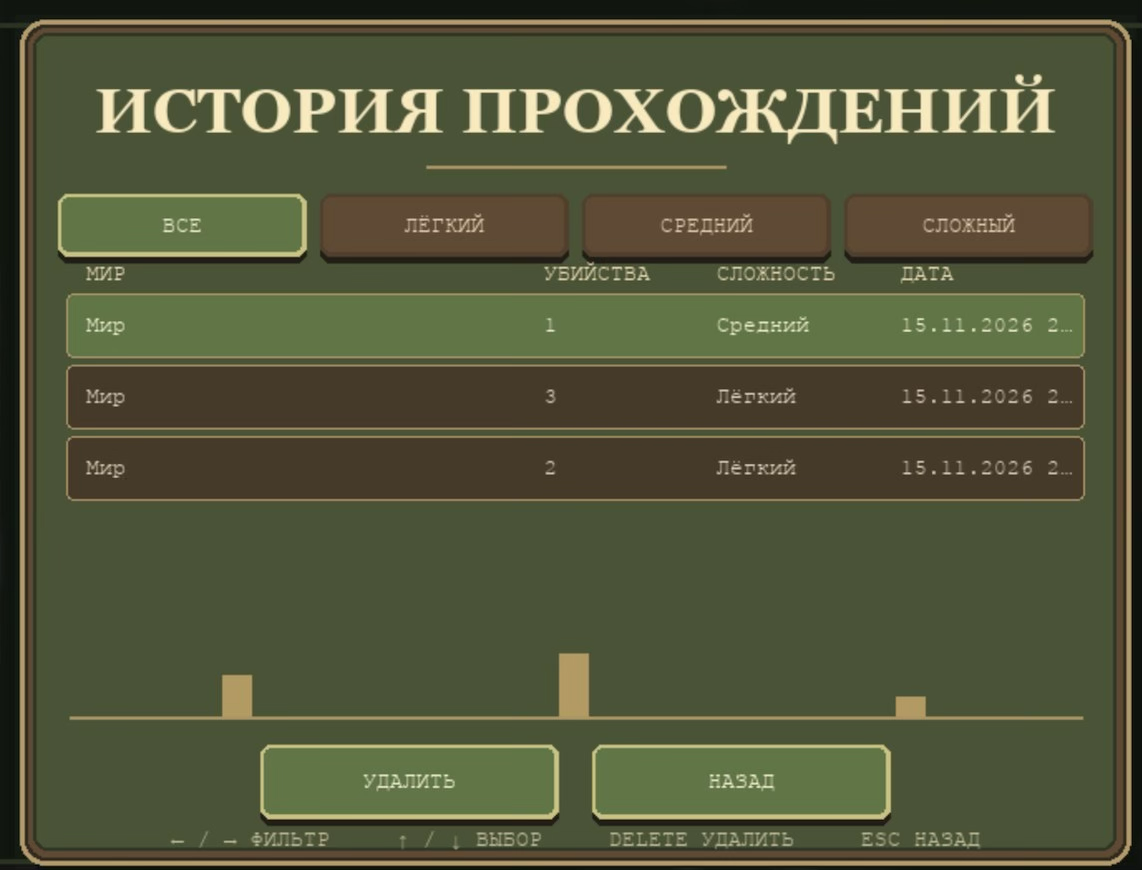 ИСТОРИЯ ПРОХОЖДЕНИЙ
ВСЕ ЛЁГКИЙ СРЕДНИЙ СЛОЖНЫЙ
МИР УБИЙСТВА СЛОЖНОСТЬ ДАТА
Мир 1 Средний 15.11.2026 2…
Мир 3 Лёгкий 15.11.2026 2…
Мир 2 Лёгкий 15.11.2026 2…
УДАЛИТЬ НАЗАД
← / → ФИЛЬТР ↑ / ↓ ВЫБОР DELETE УДАЛИТЬ ESC НАЗАД